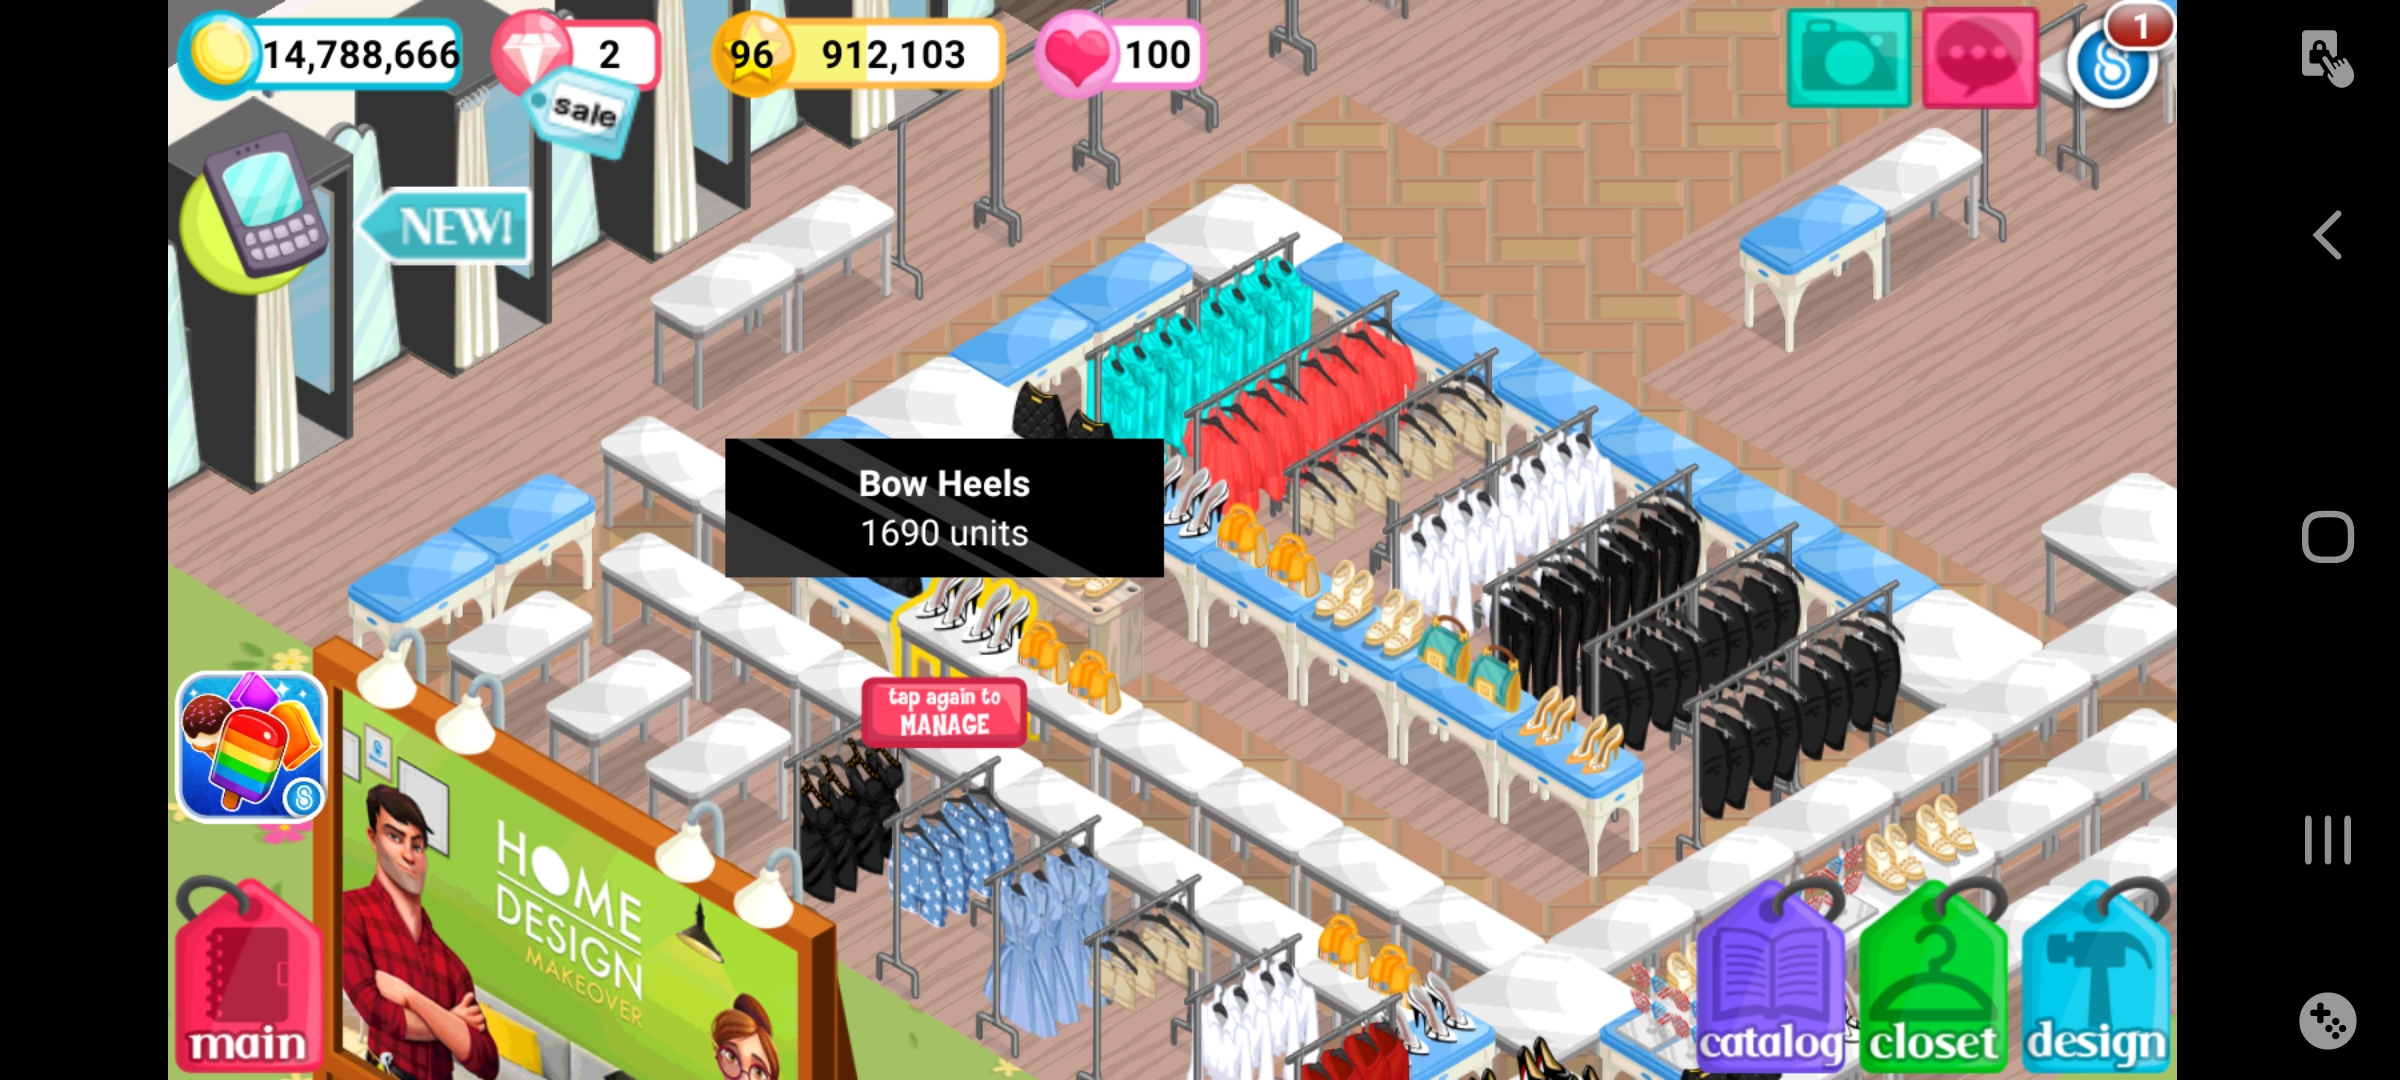 14,788,666
2
96
912,103
100
1
sale
NEW!
Bow Heels
1690 units
tap again to
MANAGE
HOME
DESIGN
MAKEOVER
main
catalog
closet
design